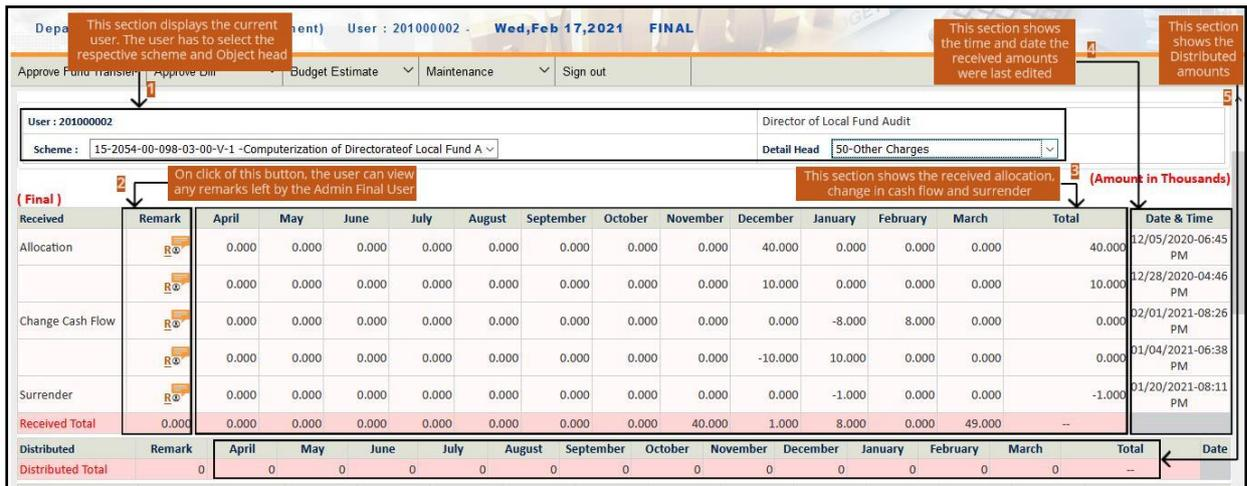 This section displays the current
user. The user has to select the
respective scheme and Object head
Depa
nent) User : 201000002 - Wed,Feb 17,2021 FINAL
This section shows
the time and date the
received amounts
were last edited
4
This section
shows the
Distributed
amounts
5
Approve Fund Transfer Approve Bill Budget Estimate Maintenance Sign out
1
User : 201000002 Director of Local Fund Audit
Scheme : 15-2054-00-098-03-00-V-1 -Computerization of Directorateof Local Fund A Detail Head 50-Other Charges
2
On click of this button, the user can view
any remarks left by the Admin Final User
This section shows the received allocation,
change in cash flow and surrender
3
(Amount in Thousands)
( Final )
Received Remark April May June July August September October November December January February March Total Date & Time
Allocation R 0.000 0.000 0.000 0.000 0.000 0.000 0.000 0.000 40.000 0.000 0.000 0.000 40.000 12/05/2020-06:45
PM
R 0.000 0.000 0.000 0.000 0.000 0.000 0.000 0.000 10.000 0.000 0.000 0.000 10.000 12/28/2020-04:46
PM
Change Cash Flow R 0.000 0.000 0.000 0.000 0.000 0.000 0.000 0.000 0.000 -8.000 8.000 0.000 0.000 02/01/2021-08:26
PM
R 0.000 0.000 0.000 0.000 0.000 0.000 0.000 0.000 -10.000 10.000 0.000 0.000 0.000 01/04/2021-06:38
PM
Surrender R 0.000 0.000 0.000 0.000 0.000 0.000 0.000 0.000 0.000 -1.000 0.000 0.000 -1.000 01/20/2021-08:11
PM
Received Total 0.000 0.000 0.000 0.000 0.000 0.000 0.000 0.000 40.000 1.000 8.000 0.000 49.000 --
Distributed Remark April May June July August September October November December January February March Total Date
Distributed Total 0 0 0 0 0 0 0 0 0 0 0 0 0 --